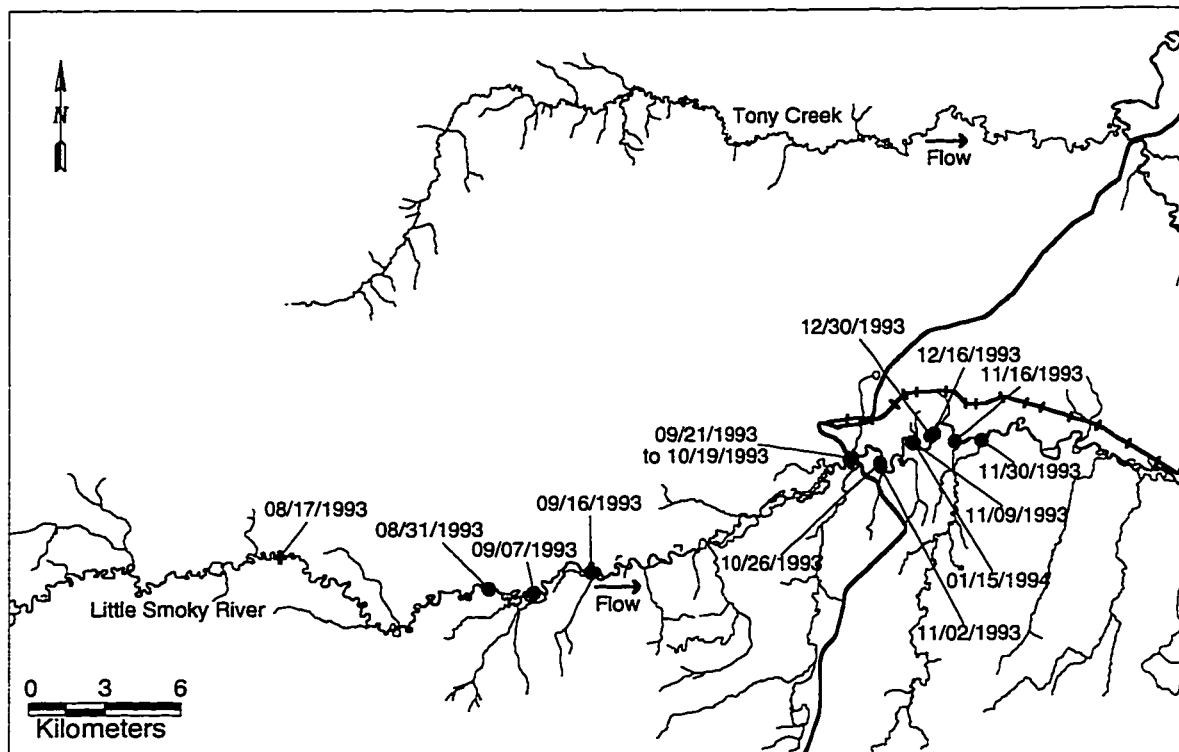 N
Tony Creek
Flow
12/30/1993
12/16/1993
11/16/1993
09/21/1993
to 10/19/1993
11/30/1993
09/16/1993
08/17/1993
08/31/1993
11/09/1993
09/07/1993
10/26/1993
01/15/1994
Flow
Little Smoky River
11/02/1993
0 3 6
Kilometers